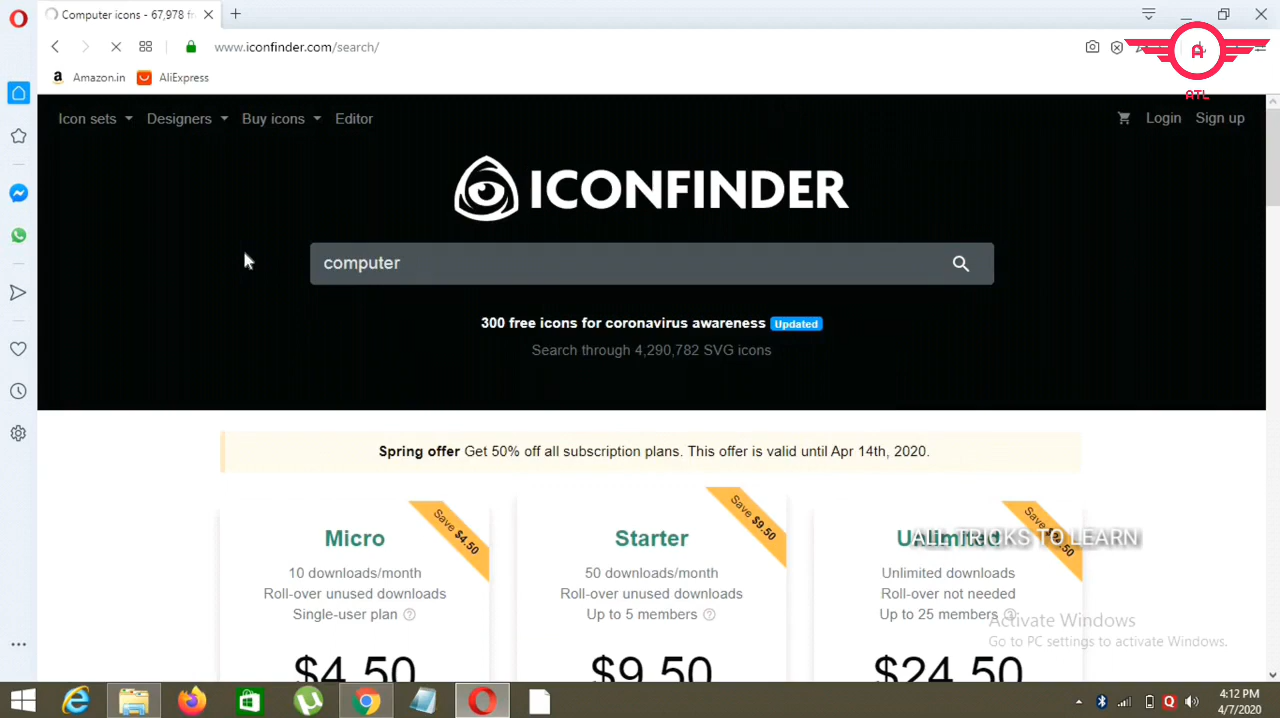 Computer icons - 67,978 fr
www.iconfinder.com/search/
ATL
a Amazon.in AliExpress
Icon sets Designers Buy icons Editor
Login Sign up
ICONFINDER
computer
300 free icons for coronavirus awareness Updated
Search through 4,290,782 SVG icons
Spring offer Get 50% off all subscription plans. This offer is valid until Apr 14th, 2020.
Save $4.50
Micro
10 downloads/month
Roll-over unused downloads
Single-user plan
$4.50
Save $9.50
Starter
50 downloads/month
Roll-over unused downloads
Up to 5 members
$9.50
Unlimited
Unlimited downloads
Roll-over not needed
Up to 25 members
$24.50
ALL TRICKS TO LEARN
Activate Windows
Go to PC settings to activate Windows.
4:12 PM
4/7/2020